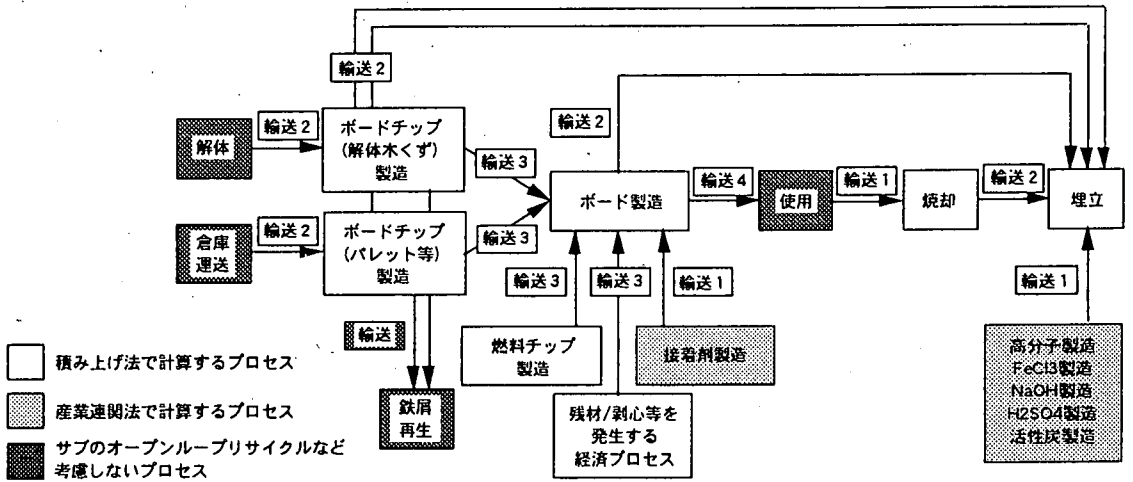 輸送2
解体
輸送2
ボードチップ
(解体木くず)
製造
輸送3
輸送2
ボード製造
輸送4
使用
輸送1
焼却
輸送2
埋立
倉庫
運送
輸送2
ボードチップ
(パレット等)
製造
輸送3
輸送3
輸送3
輸送1
輸送1
輸送
燃料チップ
製造
接着剤製造
高分子製造
FeCl3製造
NaOH製造
H2SO4製造
活性炭製造
鉄屑
再生
残材/剥心等を
発生する
経済プロセス
積み上げ法で計算するプロセス
産業連関法で計算するプロセス
サブのオープンループリサイクルなど
考慮しないプロセス